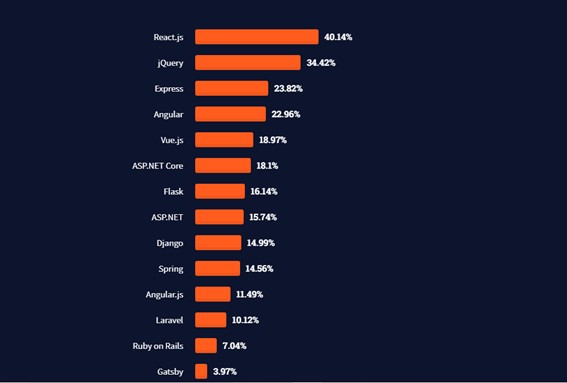 React.js 40.14%
jQuery 34.42%
Express 23.82%
Angular 22.96%
Vue.js 18.97%
ASP.NET Core 18.1%
Flask 16.14%
ASP.NET 15.74%
Django 14.99%
Spring 14.56%
Angular.js 11.49%
Laravel 10.12%
Ruby on Rails 7.04%
Gatsby 3.97%